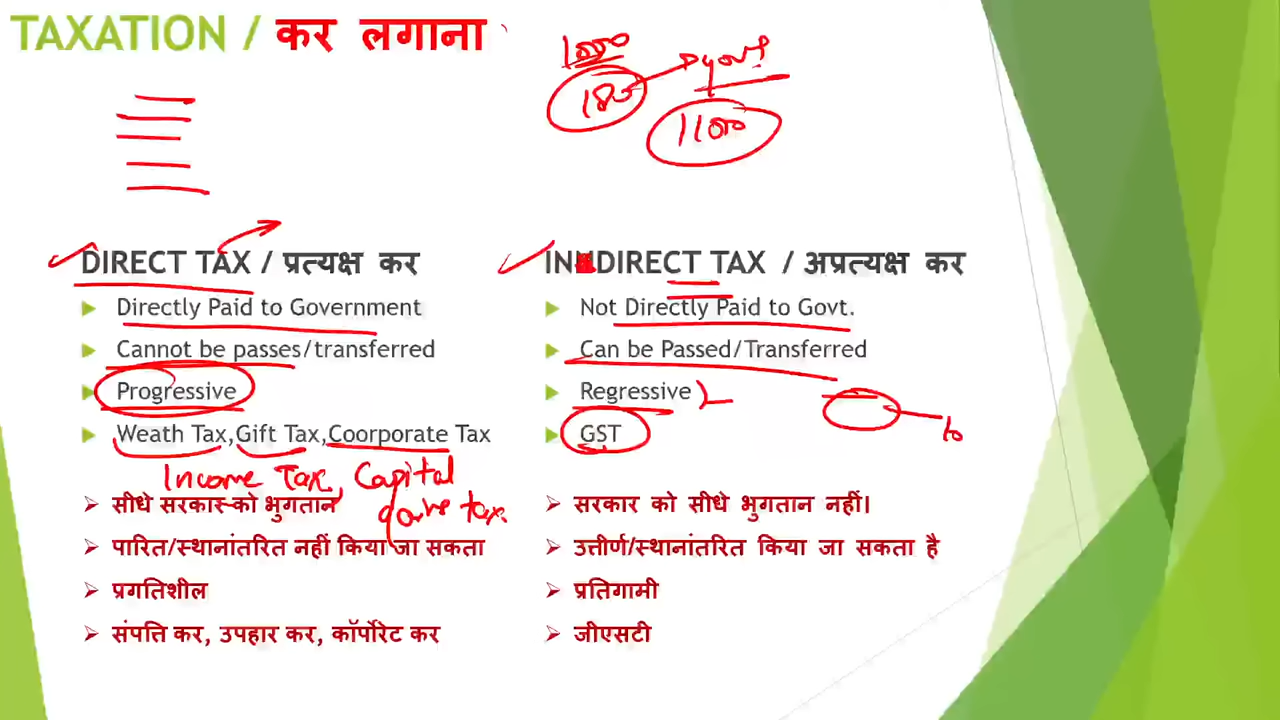 TAXATION / कर लगाना
1000
180 govt.
1180
DIRECT TAX / प्रत्यक्ष कर
Directly Paid to Government
Cannot be passes/transferred
Progressive
Weath Tax,Gift Tax,Coorporate Tax
Income Tax, Capital
gains tax.
सीधे सरकार को भुगतान
पारित/स्थानांतरित नहीं किया जा सकता
प्रगतिशील
संपत्ति कर, उपहार कर, कॉर्पोरेट कर
INDIRECT TAX / अप्रत्यक्ष कर
Not Directly Paid to Govt.
Can be Passed/Transferred
Regressive
GST
to
सरकार को सीधे भुगतान नहीं।
उत्तीर्ण/स्थानांतरित किया जा सकता है
प्रतिगामी
जीएसटी